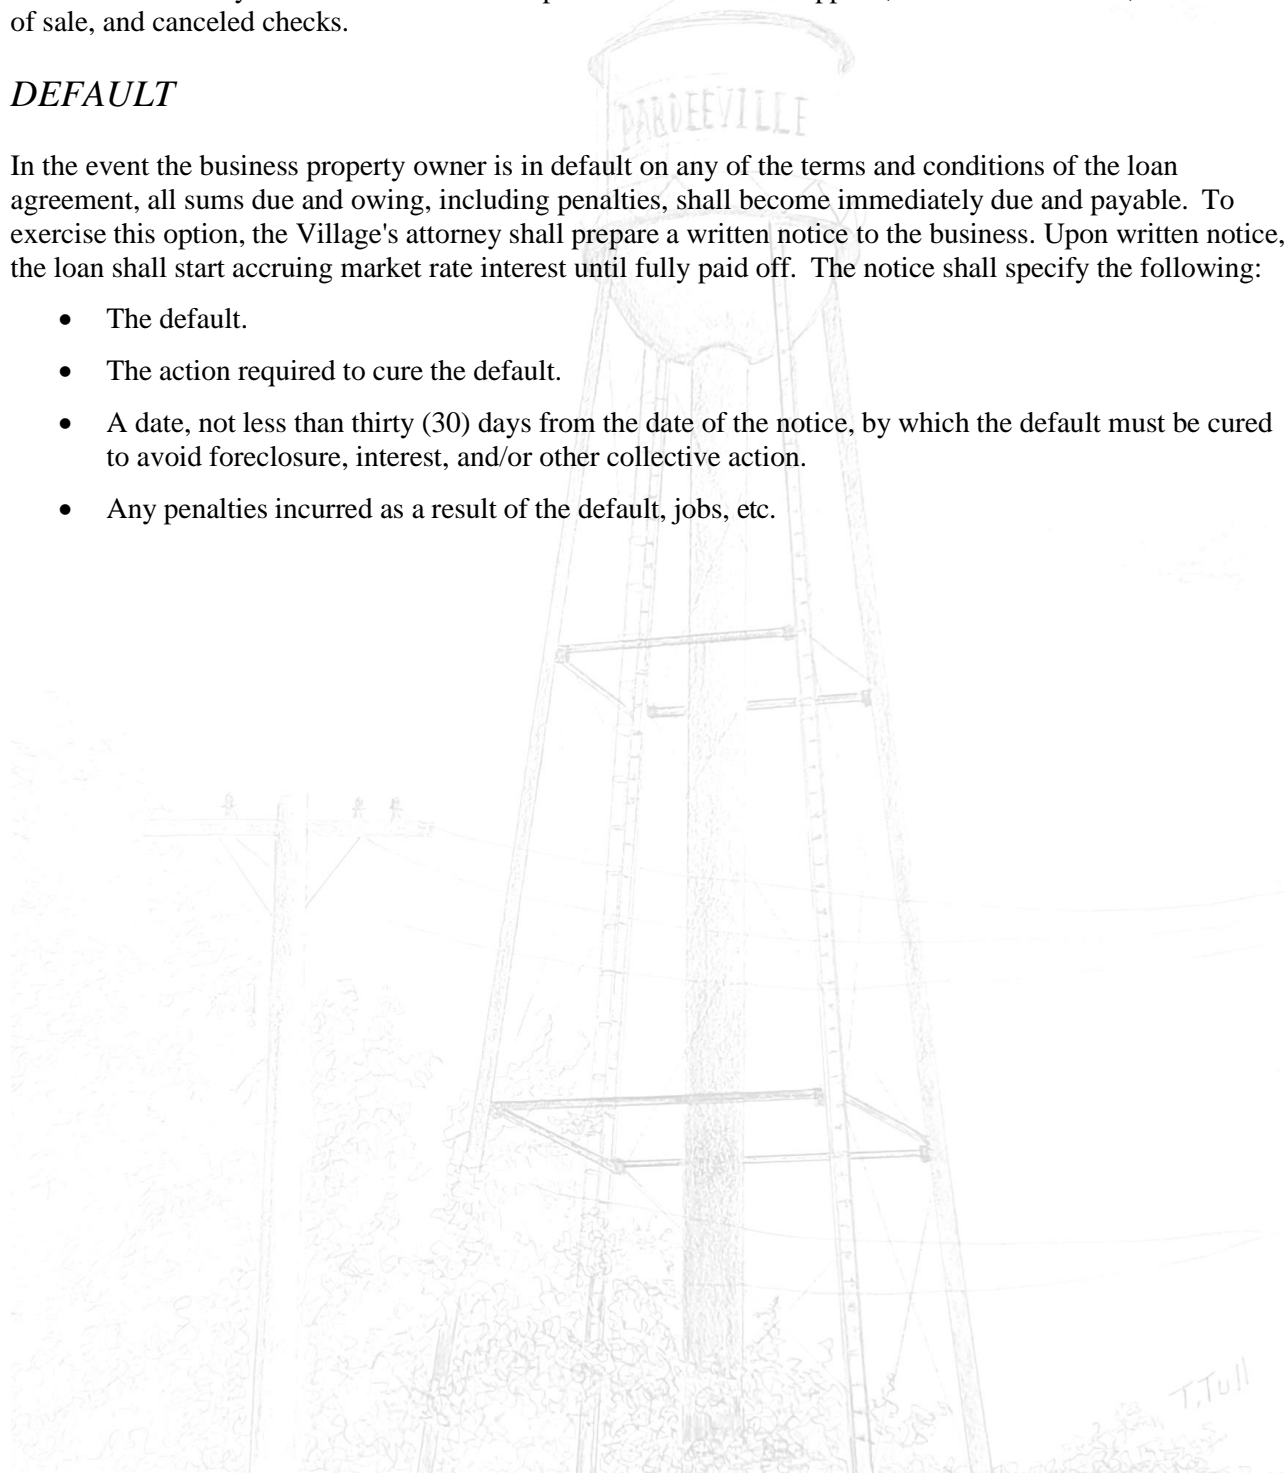 of sale, and canceled checks.
DEFAULT
PARDEEVILLE
In the event the business property owner is in default on any of the terms and conditions of the loan
agreement, all sums due and owing, including penalties, shall become immediately due and payable.  To
exercise this option, the Village's attorney shall prepare a written notice to the business. Upon written notice,
the loan shall start accruing market rate interest until fully paid off.  The notice shall specify the following:
• The default.
• The action required to cure the default.
• A date, not less than thirty (30) days from the date of the notice, by which the default must be cured
to avoid foreclosure, interest, and/or other collective action.
• Any penalties incurred as a result of the default, jobs, etc.
T.Tull